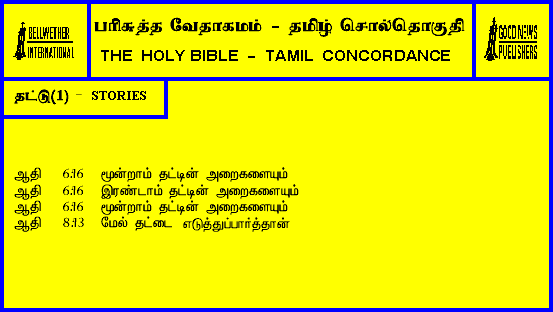 BELLWETHER
INTERNATIONAL
பரிசுத்த வேதாகமம் - தமிழ் சொல்தொகுதி
THE HOLY BIBLE - TAMIL CONCORDANCE
GOOD NEWS
PUBLISHERS
தட்டு(1) - STORIES
ஆதி 6:16 மூன்றாம் தட்டின் அறைகளையும்
ஆதி 6:16 இரண்டாம் தட்டின் அறைகளையும்
ஆதி 6:16 மூன்றாம் தட்டின் அறைகளையும்
ஆதி 8:13 மேல் தட்டை எடுத்துப்பார்த்தான்